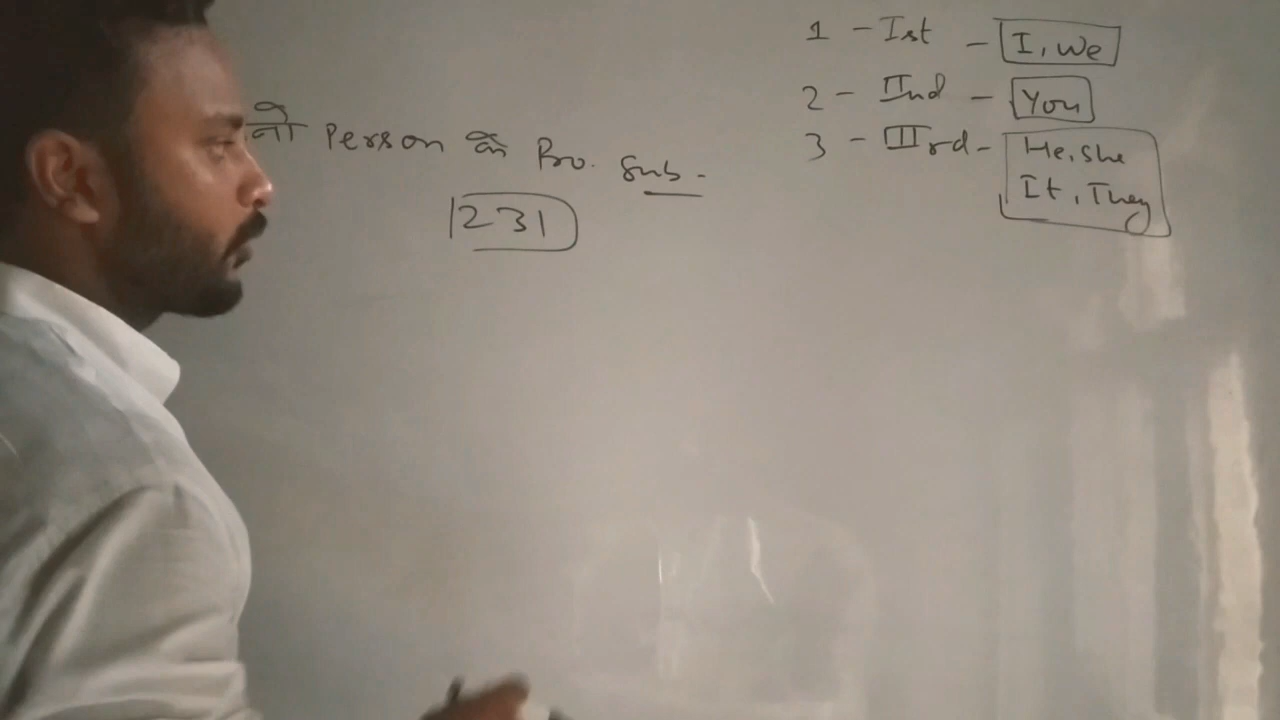 1 - Ist - I, We
2 - IInd - You
3 - IIIrd - He, She
It, They
Person के Pro. Sub.
231